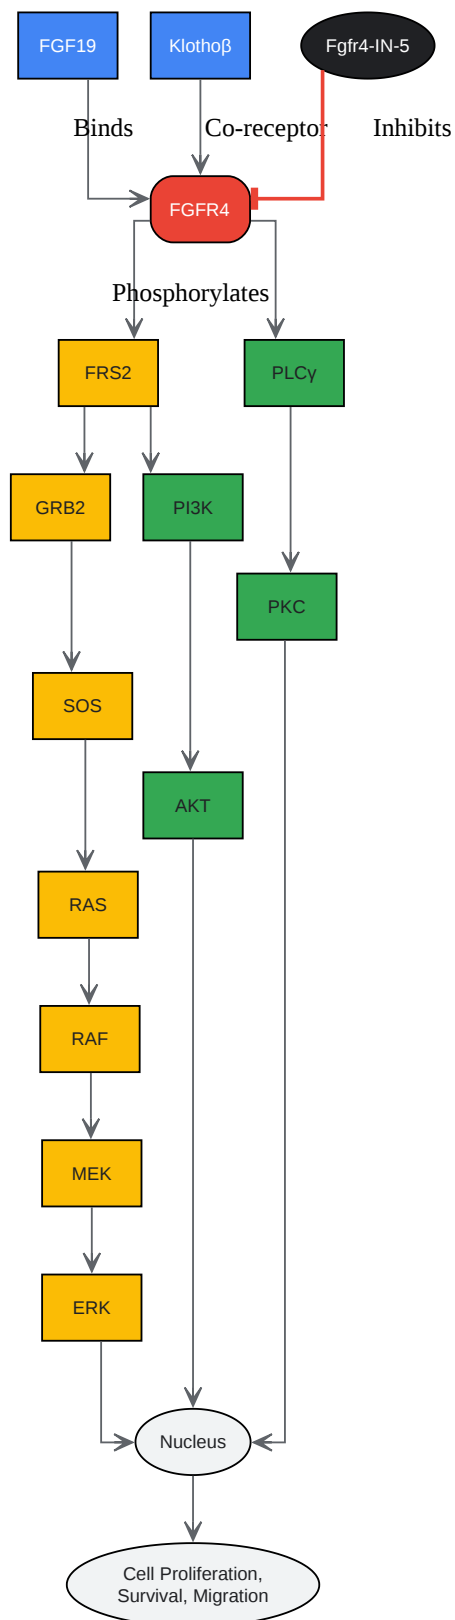 FGF19
Klothoβ
Fgfr4-IN-5
Binds
Co-receptor
Inhibits
FGFR4
Phosphorylates
FRS2
PLCγ
GRB2
PI3K
PKC
SOS
AKT
RAS
RAF
MEK
ERK
Nucleus
Cell Proliferation,
Survival, Migration